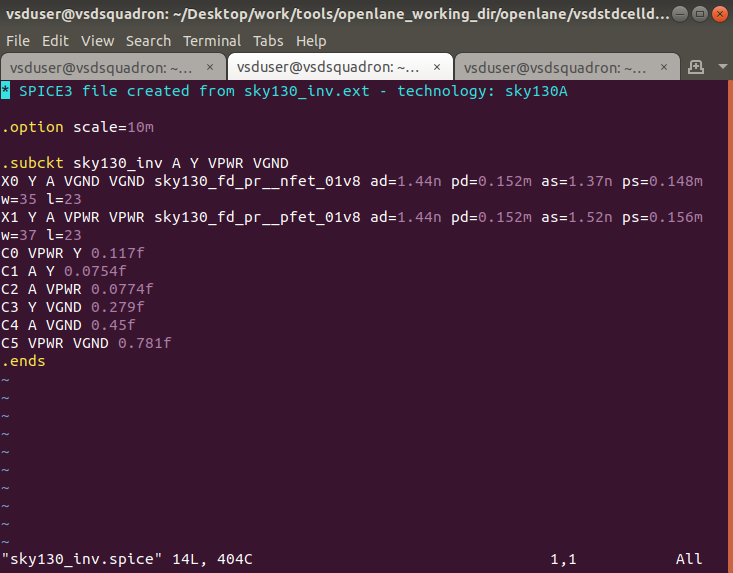 vsduser@vsdsquadron: ~/Desktop/work/tools/openlane_working_dir/openlane/vsdstdcelld...
File Edit View Search Terminal Tabs Help
vsduser@vsdsquadron: ~... × vsduser@vsdsquadron: ~... × vsduser@vsdsquadron: ~... ×
* SPICE3 file created from sky130_inv.ext - technology: sky130A
.option scale=10m
.subckt sky130_inv A Y VPWR VGND
X0 Y A VGND VGND sky130_fd_pr__nfet_01v8 ad=1.44n pd=0.152m as=1.37n ps=0.148m
w=35 l=23
X1 Y A VPWR VPWR sky130_fd_pr__pfet_01v8 ad=1.44n pd=0.152m as=1.52n ps=0.156m
w=37 l=23
C0 VPWR Y 0.117f
C1 A Y 0.0754f
C2 A VPWR 0.0774f
C3 Y VGND 0.279f
C4 A VGND 0.45f
C5 VPWR VGND 0.781f
.ends
~
~
~
~
~
~
~
~
~
~
"sky130_inv.spice" 14L, 404C 1,1 All